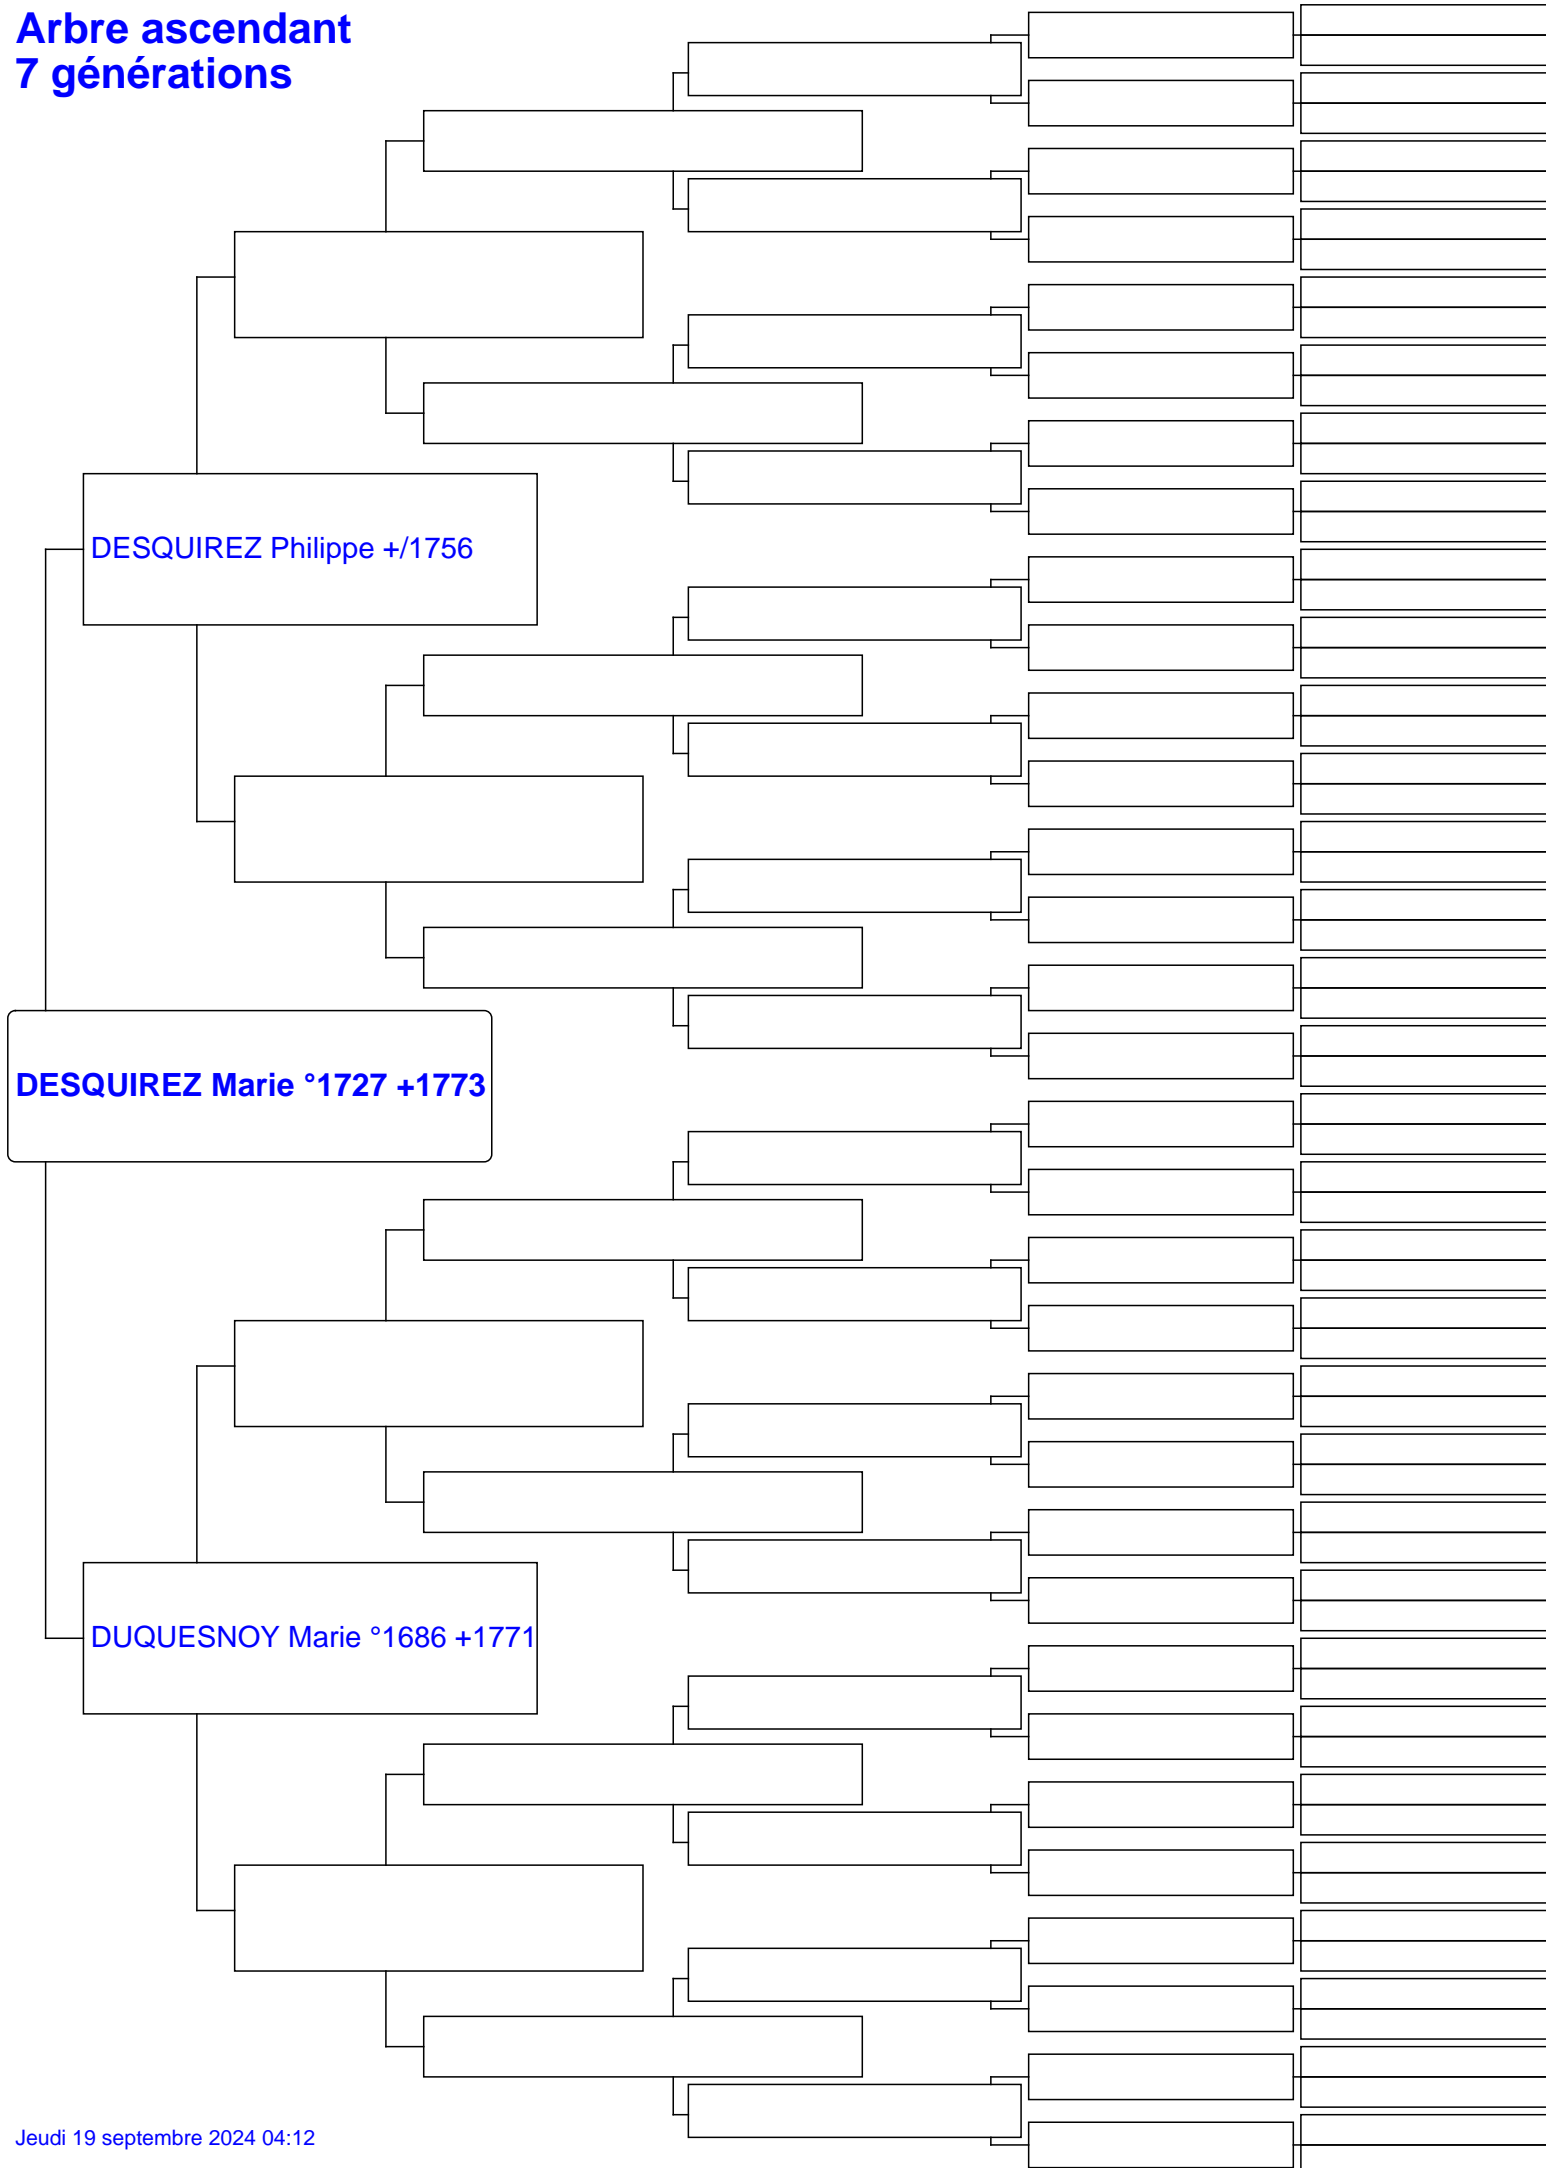 Arbre ascendant
7 générations
DESQUIREZ Philippe +/1756
DESQUIREZ Marie °1727 +1773
DUQUESNOY Marie °1686 +1771
Jeudi 19 septembre 2024 04:12